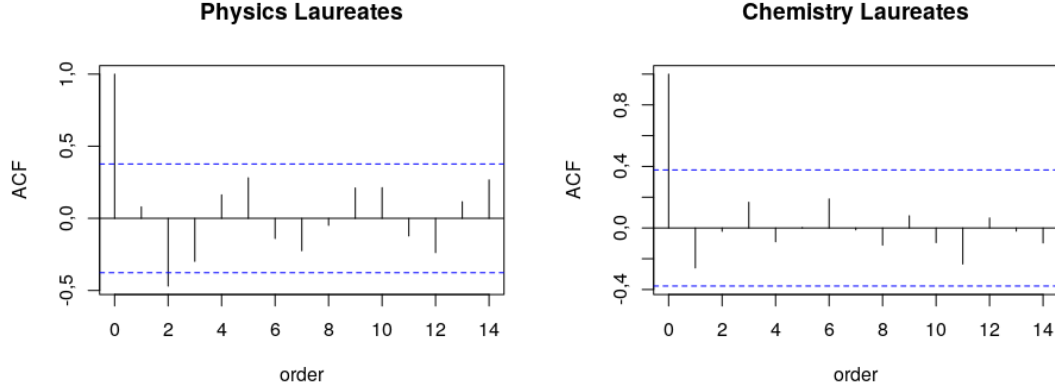 Physics Laureates
ACF
1,0
0,5
0,0
-0,5
0 2 4 6 8 10 12 14
order
Chemistry Laureates
ACF
0,8
0,4
0,0
-0,4
0 2 4 6 8 10 12 14
order